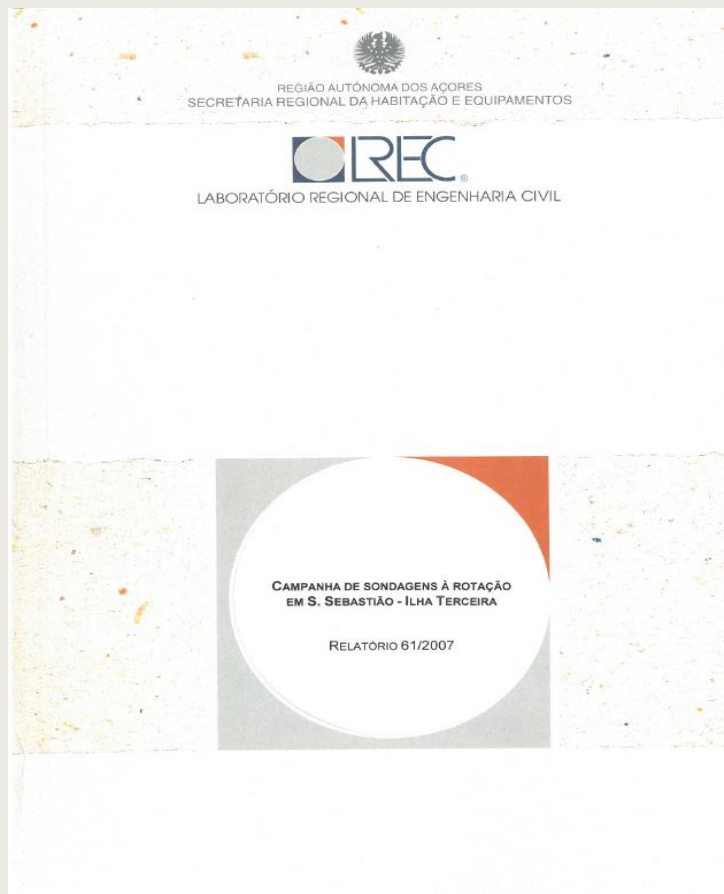 REGIÃO AUTÓNOMA DOS AÇORES
SECRETARIA REGIONAL DA HABITAÇÃO E EQUIPAMENTOS
LREC®
LABORATÓRIO REGIONAL DE ENGENHARIA CIVIL
CAMPANHA DE SONDAGENS À ROTAÇÃO
EM S. SEBASTIÃO - ILHA TERCEIRA
RELATÓRIO 61/2007